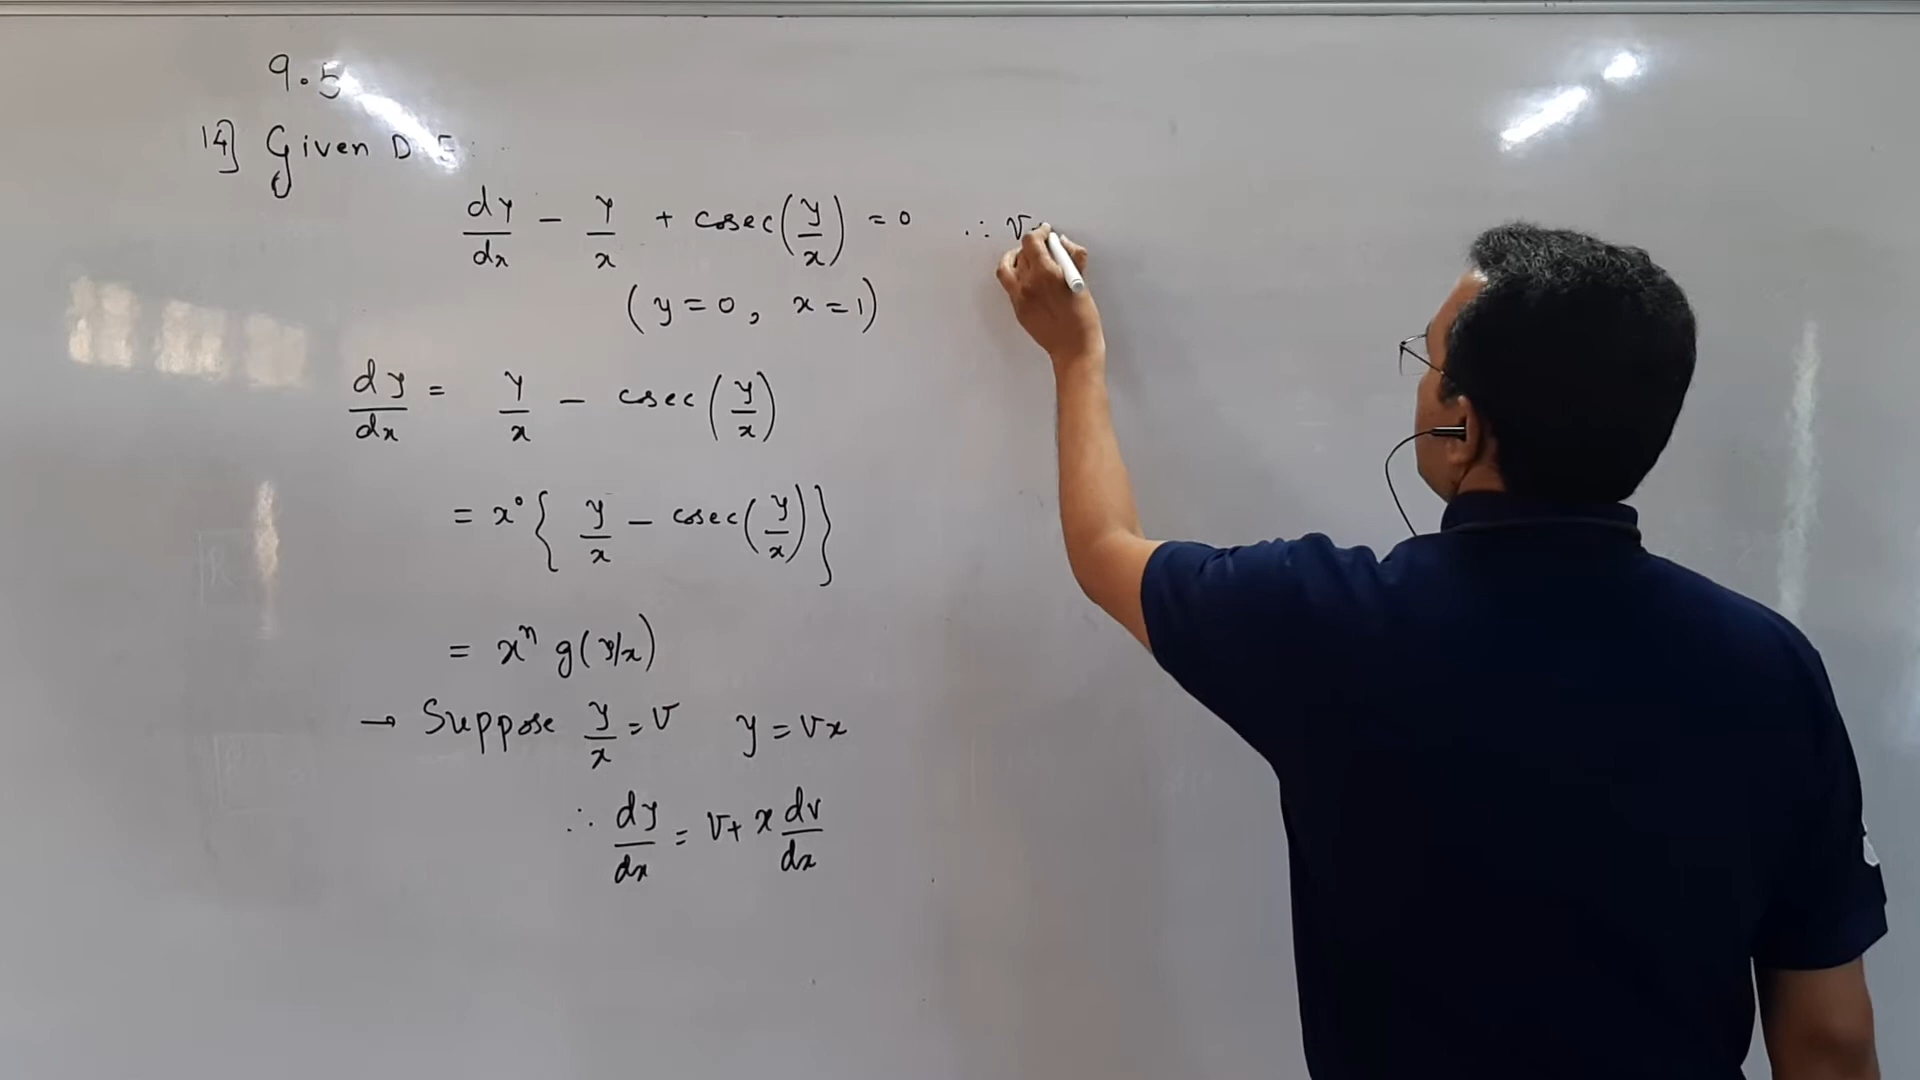 9.5
14] Given D.E.
dy/dx - y/x + cosec(y/x) = 0
(y = 0, x = 1)
dy/dx = y/x - cosec(y/x)
= x⁰{ y/x - cosec(y/x) }
= xⁿ g(y/x)
→ Suppose y/x = v y = vx
∴ dy/dx = v + x dv/dx
∴ v+